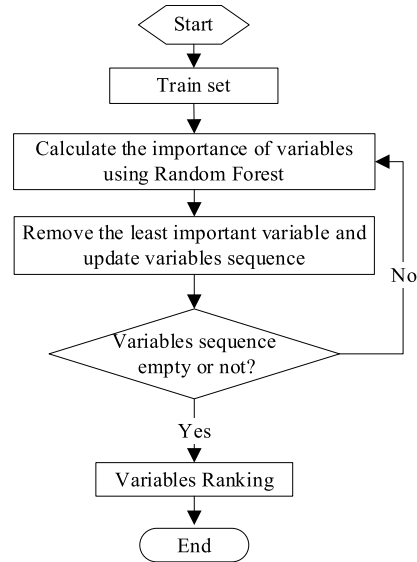 Start
Train set
Calculate the importance of variables
using Random Forest
Remove the least important variable and
update variables sequence
No
Variables sequence
empty or not?
Yes
Variables Ranking
End